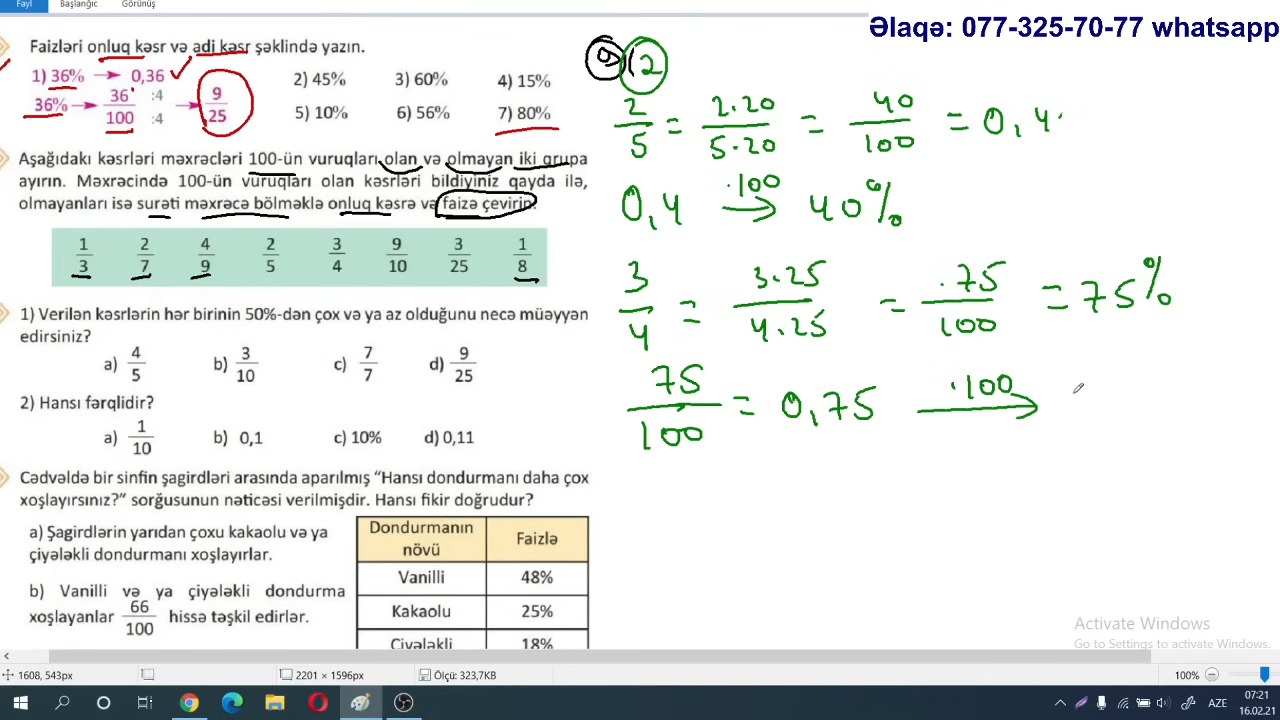 Fayl Başlanğıc Görünüş
Əlaqə: 077-325-70-77 whatsapp
Faizləri onluq kəsr və adi kəsr şəklində yazın.
1) 36% → 0,36 2) 45% 3) 60% 4) 15%
36% → 36/100 :4 :4 → 9/25 5) 10% 6) 56% 7) 80%
Aşağıdakı kəsrləri məxrəcləri 100-ün vuruqları olan və olmayan iki qrupa
ayırın. Məxrəcində 100-ün vuruqları olan kəsrləri bildiyiniz qayda ilə,
olmayanları isə surəti məxrəcə bölməklə onluq kəsrə və faizə çevirin.
1/3 2/7 4/9 2/5 3/4 9/10 3/25 1/8
1) Verilən kəsrlərin hər birinin 50%-dən çox və ya az olduğunu necə müəyyən
edirsiniz?
a) 4/5 b) 3/10 c) 7/7 d) 9/25
2) Hansı fərqlidir?
a) 1/10 b) 0,1 c) 10% d) 0,11
Cədvəldə bir sinfin şagirdləri arasında aparılmış “Hansı dondurmanı daha çox
xoşlayırsınız?” sorğusunun nəticəsi verilmişdir. Hansı fikir doğrudur?
a) Şagirdlərin yarıdan çoxu kakaolu və ya
çiyələkli dondurmanı xoşlayırlar.
b) Vanilli və ya çiyələkli dondurma
xoşlayanlar 66/100 hissə təşkil edirlər.
Dondurmanın növü Faizlə
Vanilli 48%
Kakaolu 25%
Çiyələkli 18%
2
2/5 = 2·20/5·20 = 40/100 = 0,4
0,4 ·100 → 40%
3/4 = 3·25/4·25 = 75/100 = 75%
75/100 = 0,75 ·100 →
Activate Windows
Go to Settings to activate Windows.
1608, 543px 2201 × 1596px Ölçü: 323,7KB 100%
AZE 07:21
16.02.21